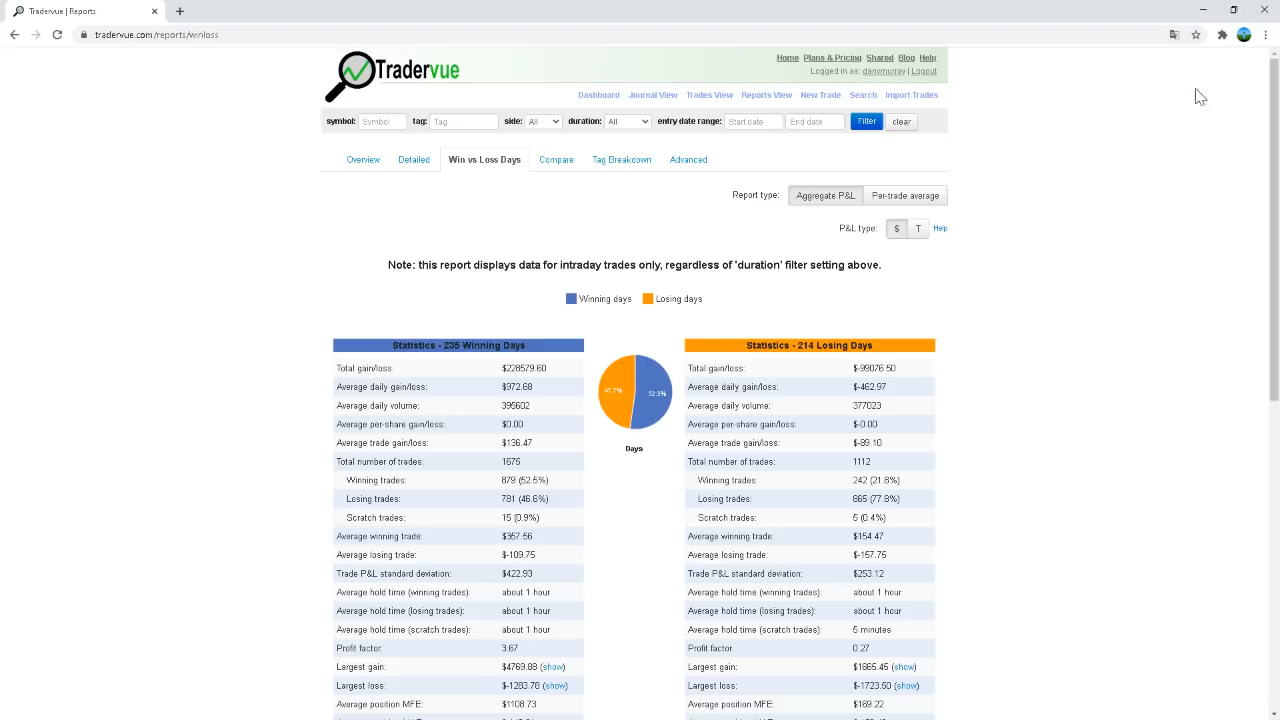 Tradervue | Reports
tradervue.com/reports/winloss
Tradervue
Home Plans & Pricing Shared Blog Help
Logged in as: danymurray | Logout
Dashboard Journal View Trades View Reports View New Trade Search Import Trades
symbol: Symbol tag: Tag side: All duration: All entry date range: Start date End date Filter clear
Overview Detailed Win vs Loss Days Compare Tag Breakdown Advanced
Report type: Aggregate P&L Per-trade average
P&L type: $ T Help
Note: this report displays data for intraday trades only, regardless of 'duration' filter setting above.
Winning days Losing days
Statistics - 235 Winning Days
Total gain/loss: $228579.60
Average daily gain/loss: $972.68
Average daily volume: 395602
Average per-share gain/loss: $0.00
Average trade gain/loss: $136.47
Total number of trades: 1675
Winning trades: 879 (52.5%)
Losing trades: 781 (46.6%)
Scratch trades: 15 (0.9%)
Average winning trade: $357.56
Average losing trade: $-109.75
Trade P&L standard deviation: $422.93
Average hold time (winning trades): about 1 hour
Average hold time (losing trades): about 1 hour
Average hold time (scratch trades): about 1 hour
Profit factor: 3.67
Largest gain: $4769.88 (show)
Largest loss: $-1283.78 (show)
Average position MFE: $1108.73
47.7% 52.3%
Days
Statistics - 214 Losing Days
Total gain/loss: $-99076.50
Average daily gain/loss: $-462.97
Average daily volume: 377023
Average per-share gain/loss: $-0.00
Average trade gain/loss: $-89.10
Total number of trades: 1112
Winning trades: 242 (21.8%)
Losing trades: 865 (77.8%)
Scratch trades: 5 (0.4%)
Average winning trade: $154.47
Average losing trade: $-157.75
Trade P&L standard deviation: $253.12
Average hold time (winning trades): about 1 hour
Average hold time (losing trades): about 1 hour
Average hold time (scratch trades): 5 minutes
Profit factor 0.27
Largest gain: $1665.45 (show)
Largest loss: $-1723.50 (show)
Average position MFE: $169.22